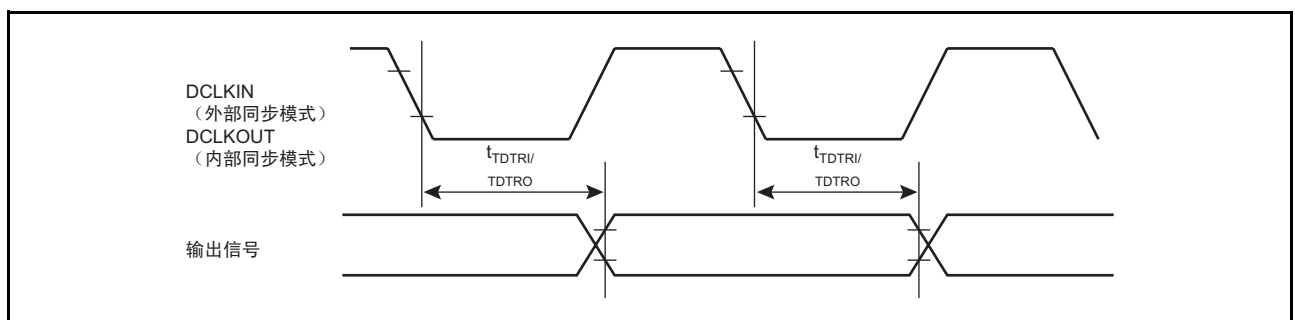 DCLKIN
（外部同步模式）
DCLKOUT
（内部同步模式）
tTDTRI/
TDTRO
tTDTRI/
TDTRO
输出信号